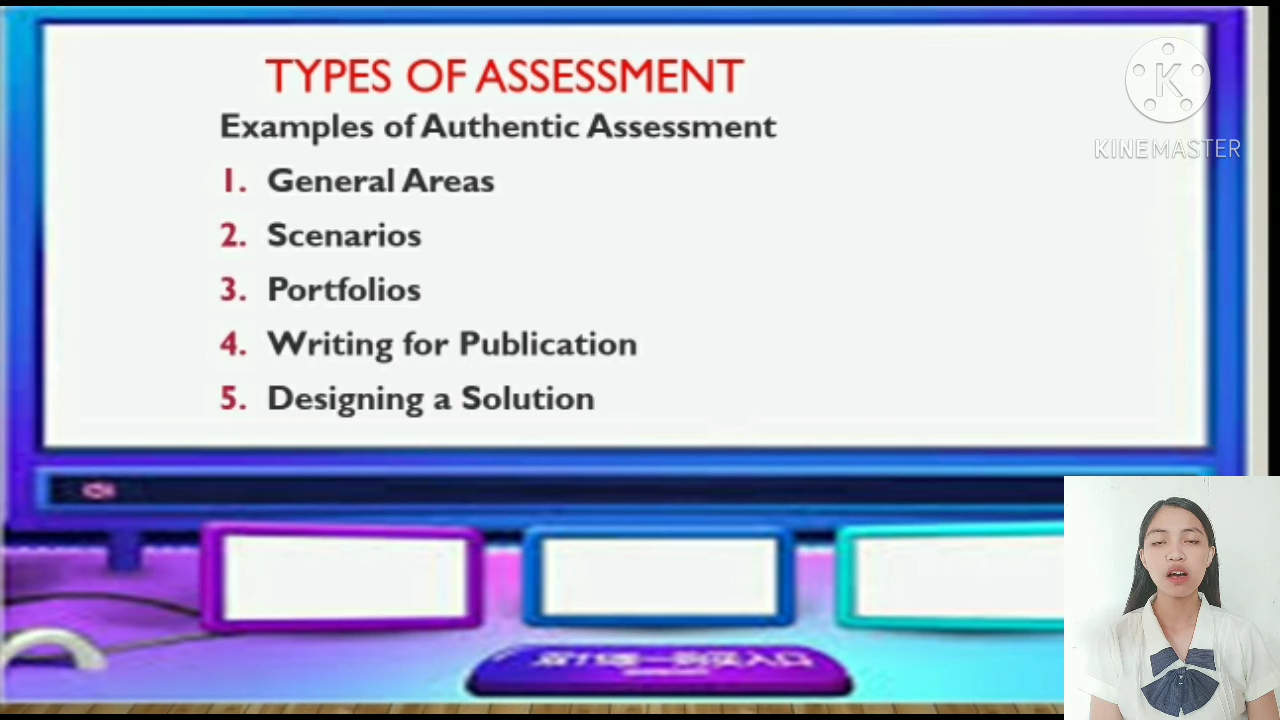 TYPES OF ASSESSMENT
Examples of Authentic Assessment
1. General Areas
2. Scenarios
3. Portfolios
4. Writing for Publication
5. Designing a Solution
K
KINEMASTER